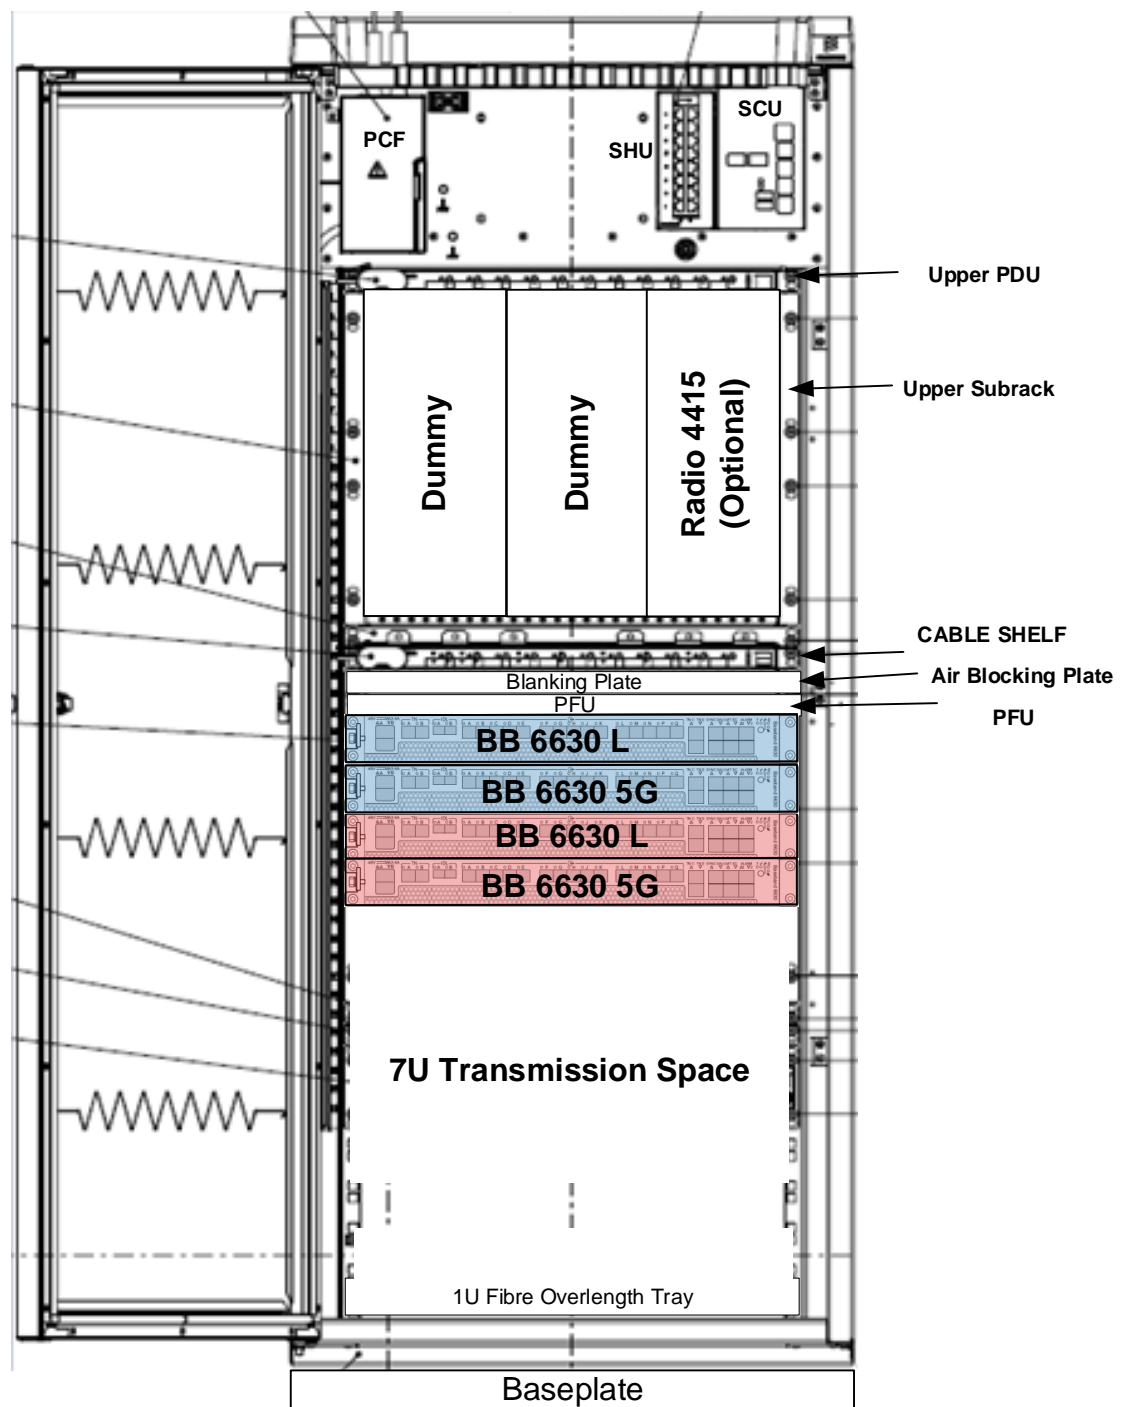 PCF
SHU
SCU
Upper PDU
Dummy
Dummy
Radio 4415
(Optional)
Upper Subrack
CABLE SHELF
Blanking Plate
Air Blocking Plate
PFU
PFU
BB 6630 L
BB 6630 5G
BB 6630 L
BB 6630 5G
7U Transmission Space
1U Fibre Overlength Tray
Baseplate